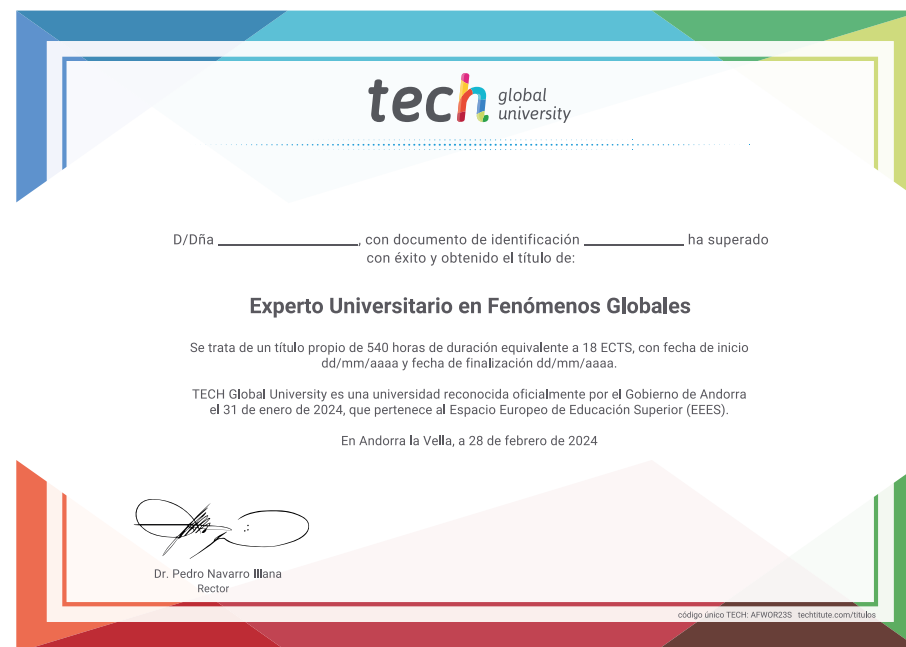 tech global university
D/Dña ____________________, con documento de identificación ______________ ha superado
con éxito y obtenido el título de:
Experto Universitario en Fenómenos Globales
Se trata de un título propio de 540 horas de duración equivalente a 18 ECTS, con fecha de inicio
dd/mm/aaaa y fecha de finalización dd/mm/aaaa.
TECH Global University es una universidad reconocida oficialmente por el Gobierno de Andorra
el 31 de enero de 2024, que pertenece al Espacio Europeo de Educación Superior (EEES).
En Andorra la Vella, a 28 de febrero de 2024
Dr. Pedro Navarro Illana
Rector
código único TECH: AFWOR23S techtitute.com/titulos